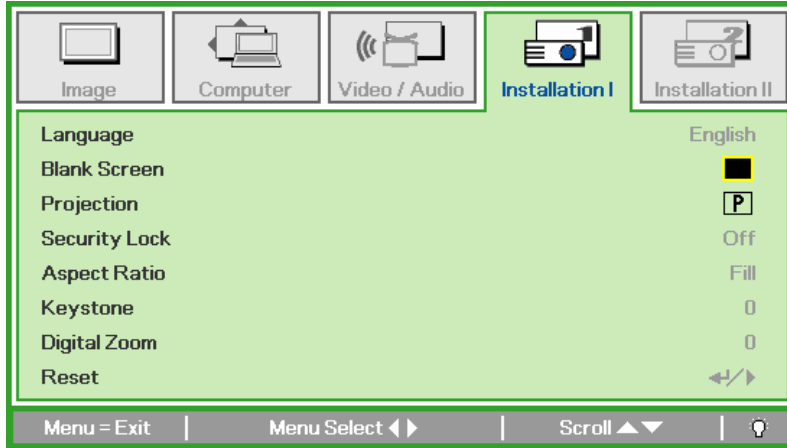 Image Computer Video / Audio Installation I Installation II
Language English
Blank Screen
Projection P
Security Lock Off
Aspect Ratio Fill
Keystone 0
Digital Zoom 0
Reset
Menu = Exit Menu Select Scroll